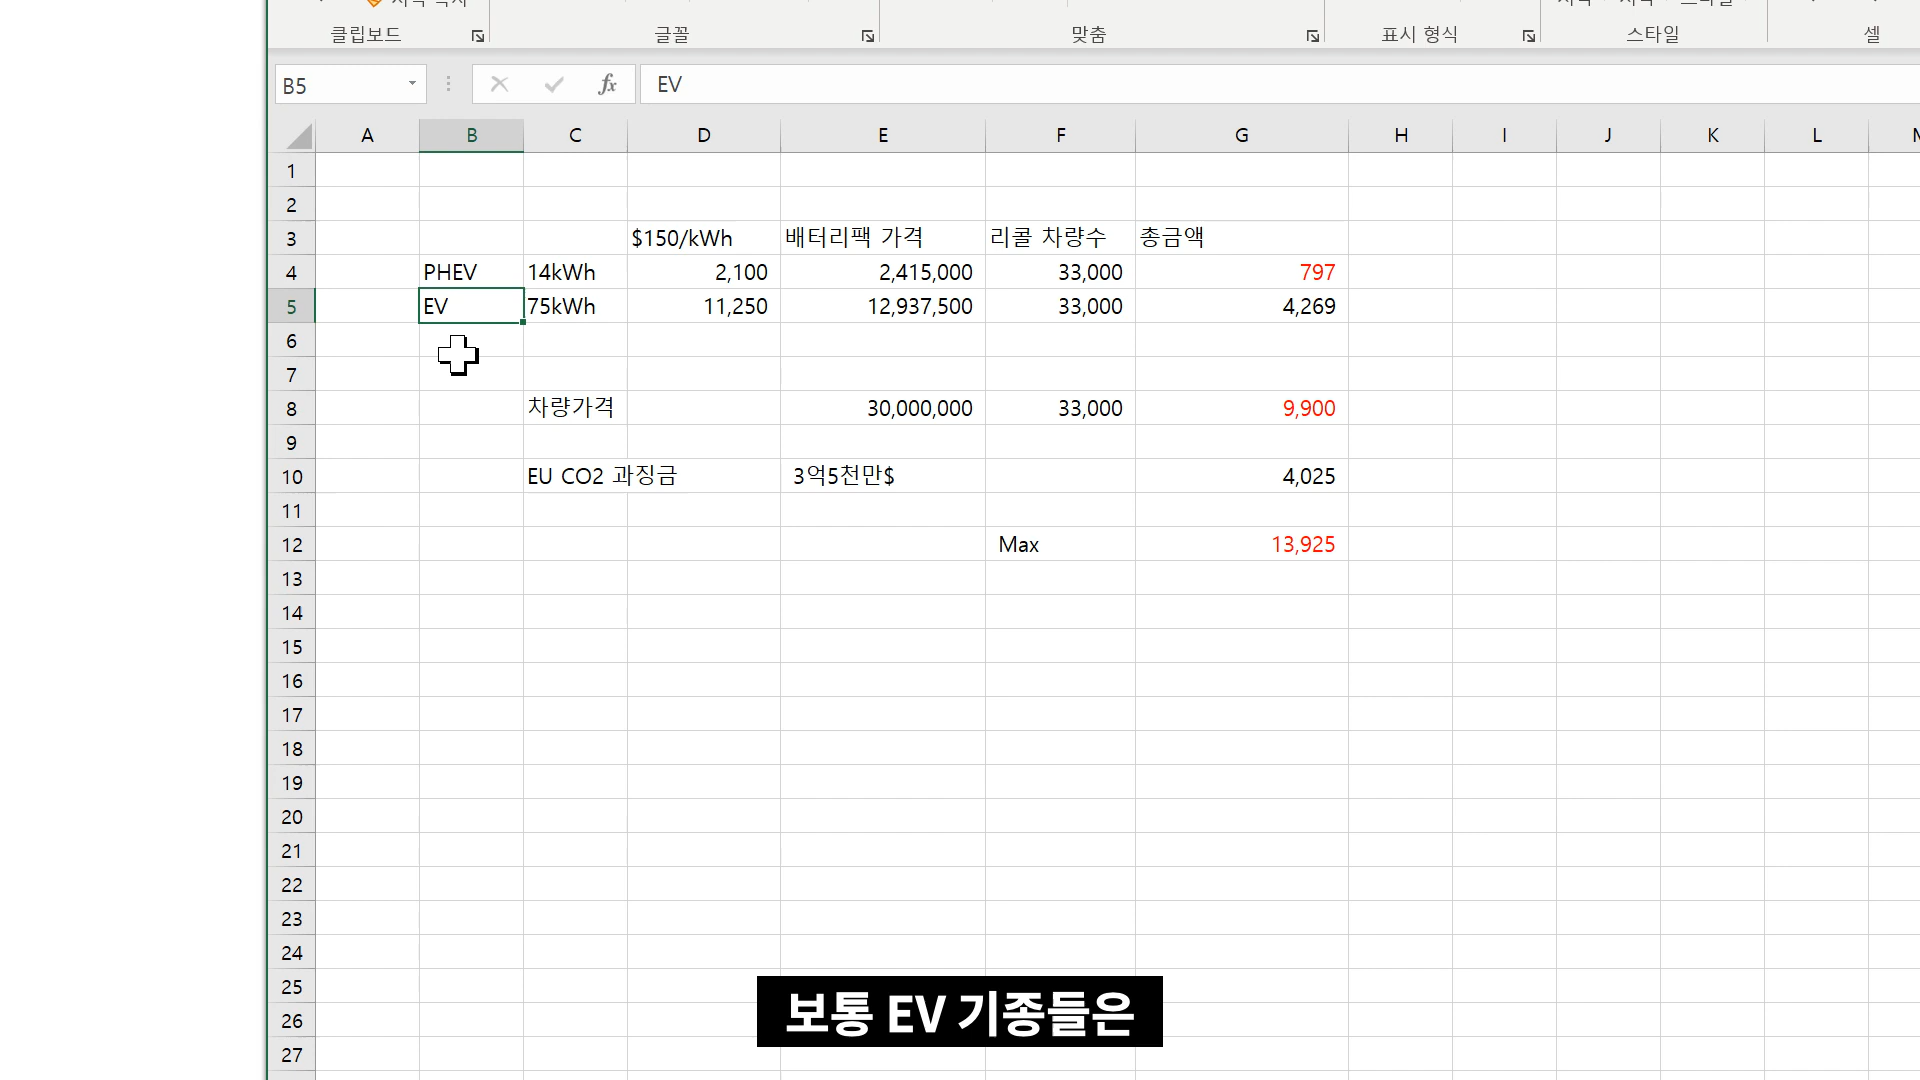 클립보드 글꼴 맞춤 표시 형식 스타일 셀
B5 fx EV
A B C D E F G H I J K L
1
2
3 $150/kWh 배터리팩 가격 리콜 차량수 총금액
4 PHEV 14kWh 2,100 2,415,000 33,000 797
5 EV 75kWh 11,250 12,937,500 33,000 4,269
6
7
8 차량가격 30,000,000 33,000 9,900
9
10 EU CO2 과징금 3억5천만$ 4,025
11
12 Max 13,925
13
14
15
16
17
18
19
20
21
22
23
24
25
26
27
보통 EV 기종들은